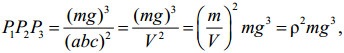 P₁P₂P₃ = (mg)³/(abc)² = (mg)³/V² = (m/V)² mg³ = ρ²mg³,